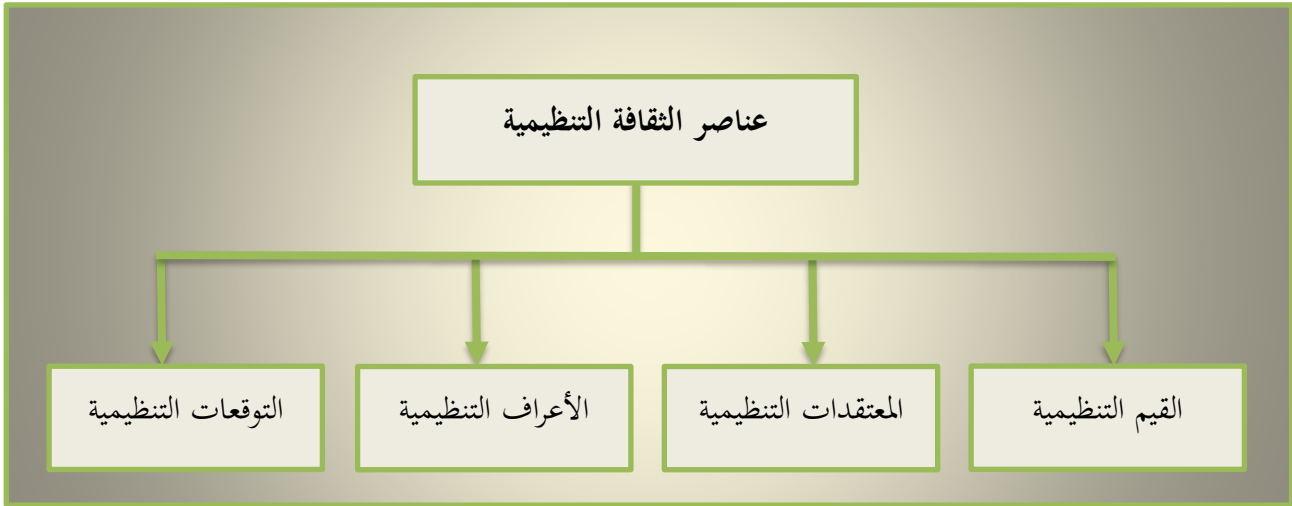 عناصر الثقافة التنظيمية
القيم التنظيمية
المعتقدات التنظيمية
الأعراف التنظيمية
التوقعات التنظيمية